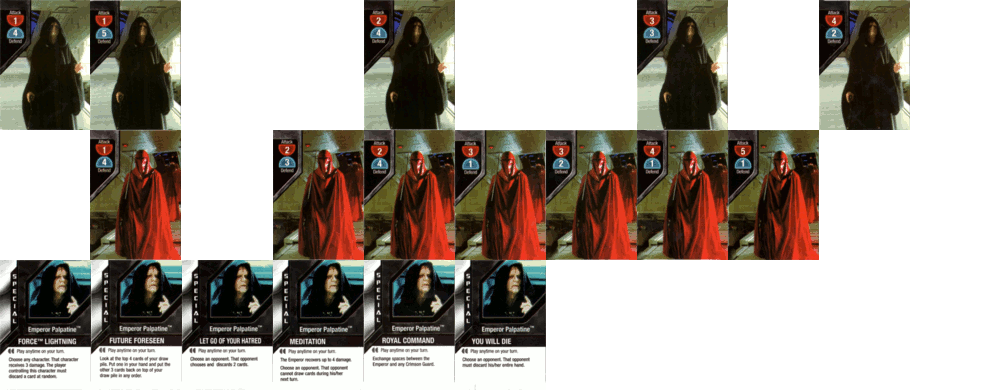 Attack
1
4
Defend
Attack
1
5
Defend
Attack
2
4
Defend
Attack
3
3
Defend
Attack
4
2
Defend
Attack
1
4
Defend
Attack
2
3
Defend
Attack
2
4
Defend
Attack
3
1
Defend
Attack
3
2
Defend
Attack
4
1
Defend
Attack
5
1
Defend
SPECIAL
Emperor Palpatine™
FORCE™ LIGHTNING
Play anytime on your turn.
Choose any character. That character
receives 3 damage. The player
controlling this character must
discard a card at random.
SPECIAL
Emperor Palpatine™
FUTURE FORESEEN
Play anytime on your turn.
Look at the top 4 cards of your draw
pile. Put one in your hand and put the
other 3 cards back on top of your
draw pile in any order.
SPECIAL
Emperor Palpatine™
LET GO OF YOUR HATRED
Play anytime on your turn.
Choose an opponent. That opponent
chooses and discards 2 cards.
SPECIAL
Emperor Palpatine™
MEDITATION
Play anytime on your turn.
The Emperor recovers up to 4 damage.
Choose an opponent. That opponent
cannot draw cards during his/her
next turn.
SPECIAL
Emperor Palpatine™
ROYAL COMMAND
Play anytime on your turn.
Exchange spaces between the
Emperor and any Crimson Guard.
SPECIAL
Emperor Palpatine™
YOU WILL DIE
Play anytime on your turn.
Choose an opponent. That opponent
must discard his/her entire hand.